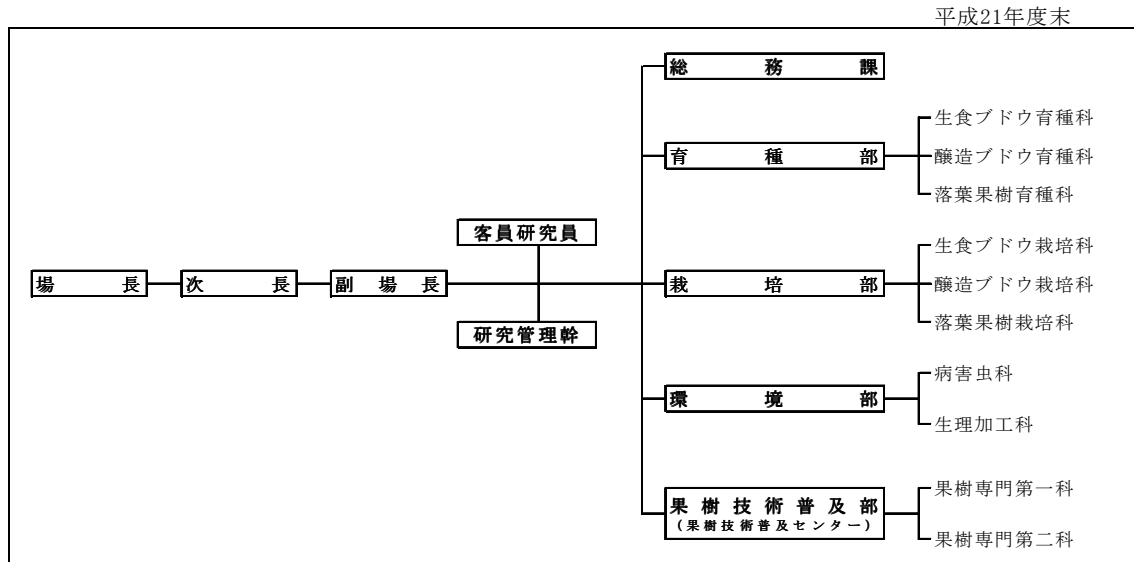 平成21年度末
総務課
育種部
生食ブドウ育種科
醸造ブドウ育種科
落葉果樹育種科
客員研究員
場長
次長
副場長
研究管理幹
栽培部
生食ブドウ栽培科
醸造ブドウ栽培科
落葉果樹栽培科
環境部
病害虫科
生理加工科
果樹技術普及部
(果樹技術普及センター)
果樹専門第一科
果樹専門第二科